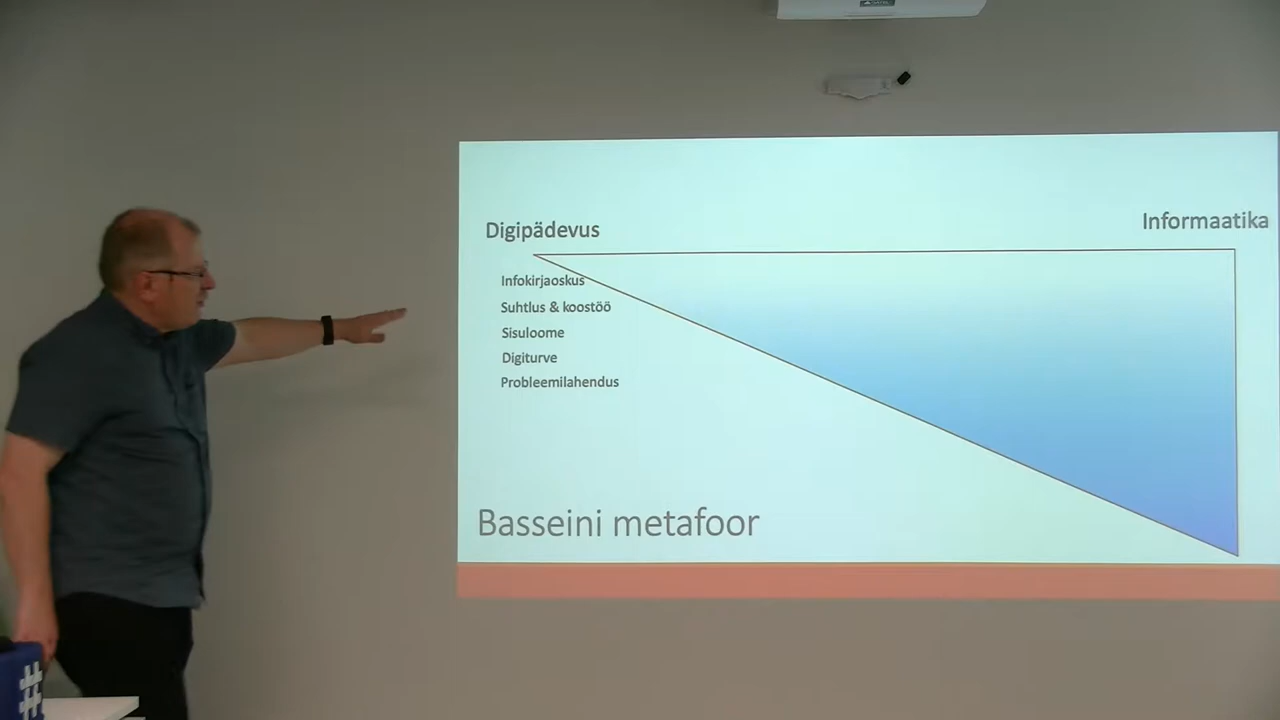 Digipädevus
Informaatika
Infokirjaoskus
Suhtlus & koostöö
Sisuloome
Digiturve
Probleemilahendus
Basseini metafoor
#